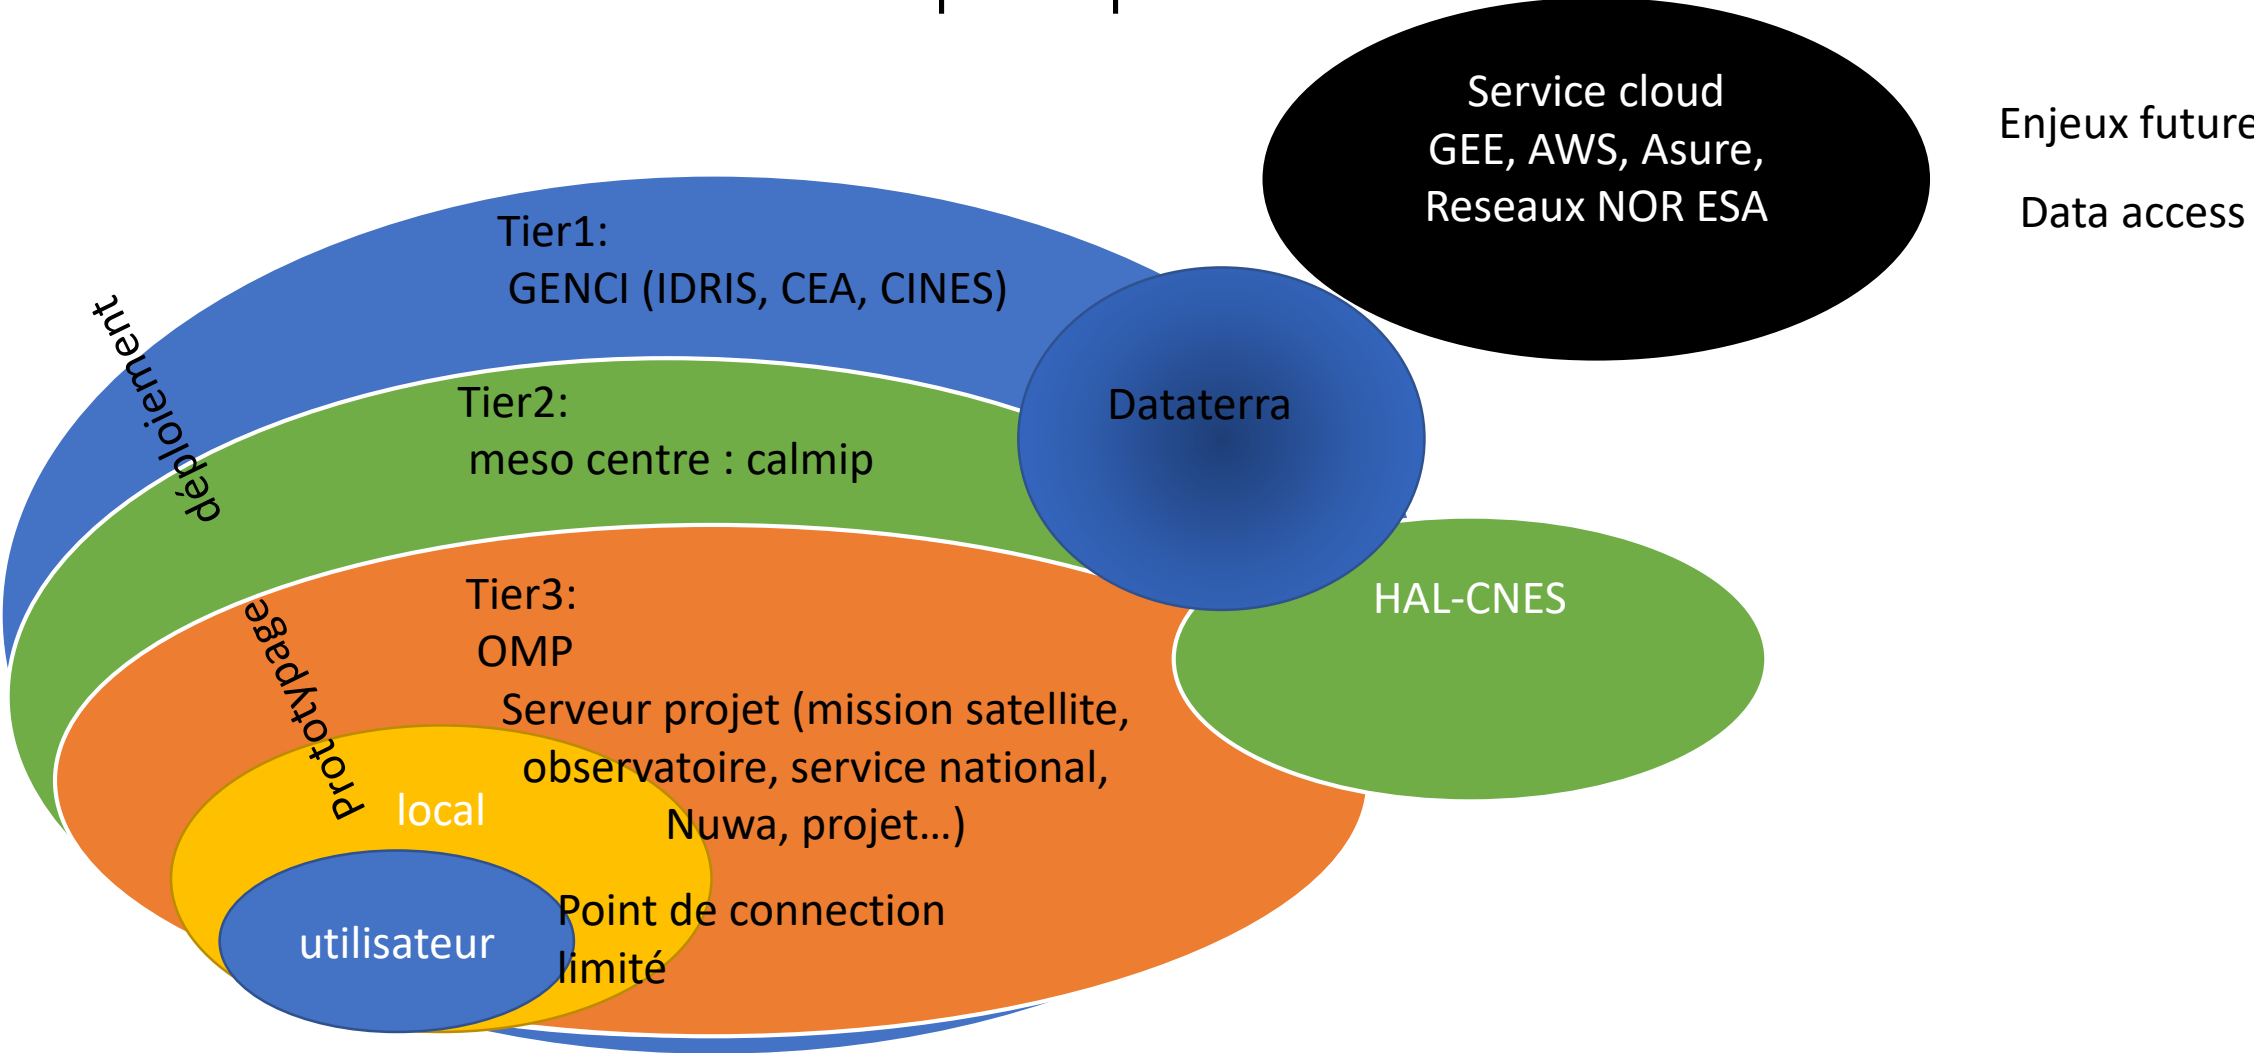 Service cloud
GEE, AWS, Asure,
Reseaux NOR ESA
Enjeux future
Data access
Tier1:
GENCI (IDRIS, CEA, CINES)
déploiement
Tier2:
meso centre : calmip
Dataterra
Tier3:
OMP
Serveur projet (mission satellite,
observatoire, service national,
Nuwa, projet…)
HAL-CNES
Prototypage
local
utilisateur
Point de connection
limité